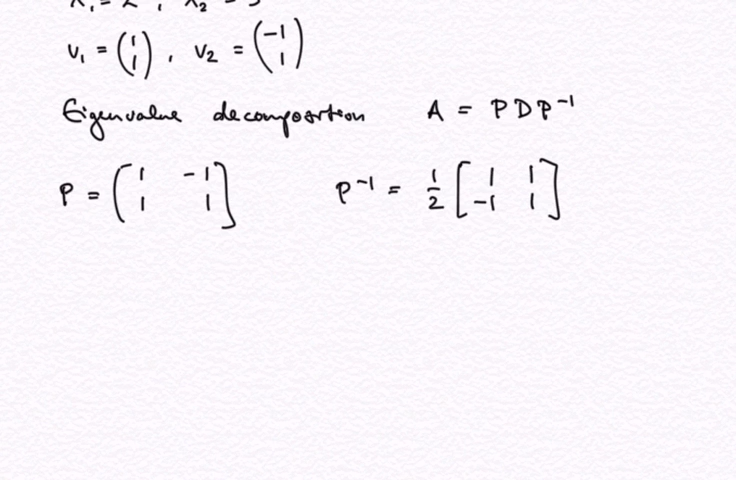 v₁ = (1 1), v₂ = (-1 1)
Eigenvalue decomposition A = PDP⁻¹
P = (1 -1 1 1] P⁻¹ = 1/2 [1 1 -1 1]